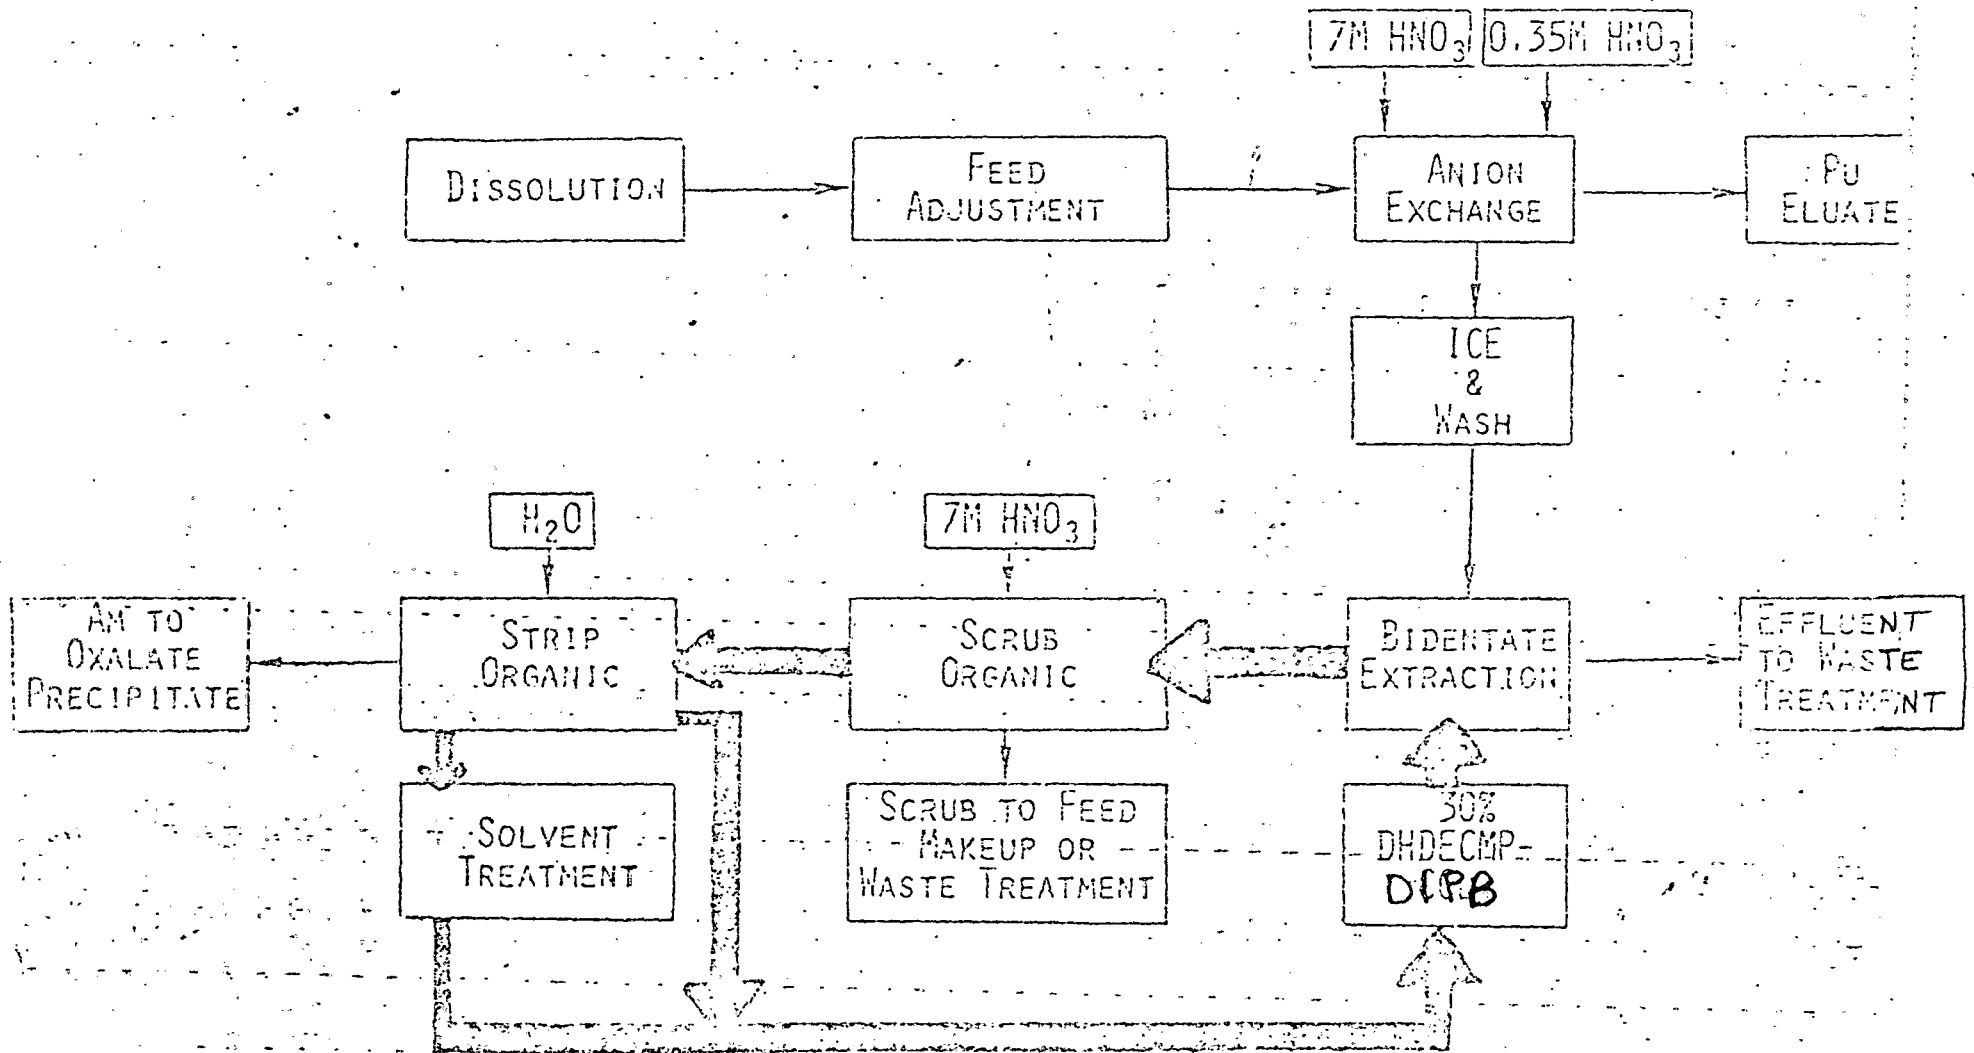 7M HNO₃
0.35M HNO₃
DISSOLUTION
FEED
ADJUSTMENT
ANION
EXCHANGE
PU
ELUATE
ICE
&
WASH
H₂O
7M HNO₃
AM TO
OXALATE
PRECIPITATE
STRIP
ORGANIC
SCRUB
ORGANIC
BIDENTATE
EXTRACTION
EFFLUENT
TO WASTE
TREATMENT
SOLVENT
TREATMENT
SCRUB TO FEED
MAKEUP OR
WASTE TREATMENT
30%
DHDECMP-
DIPB